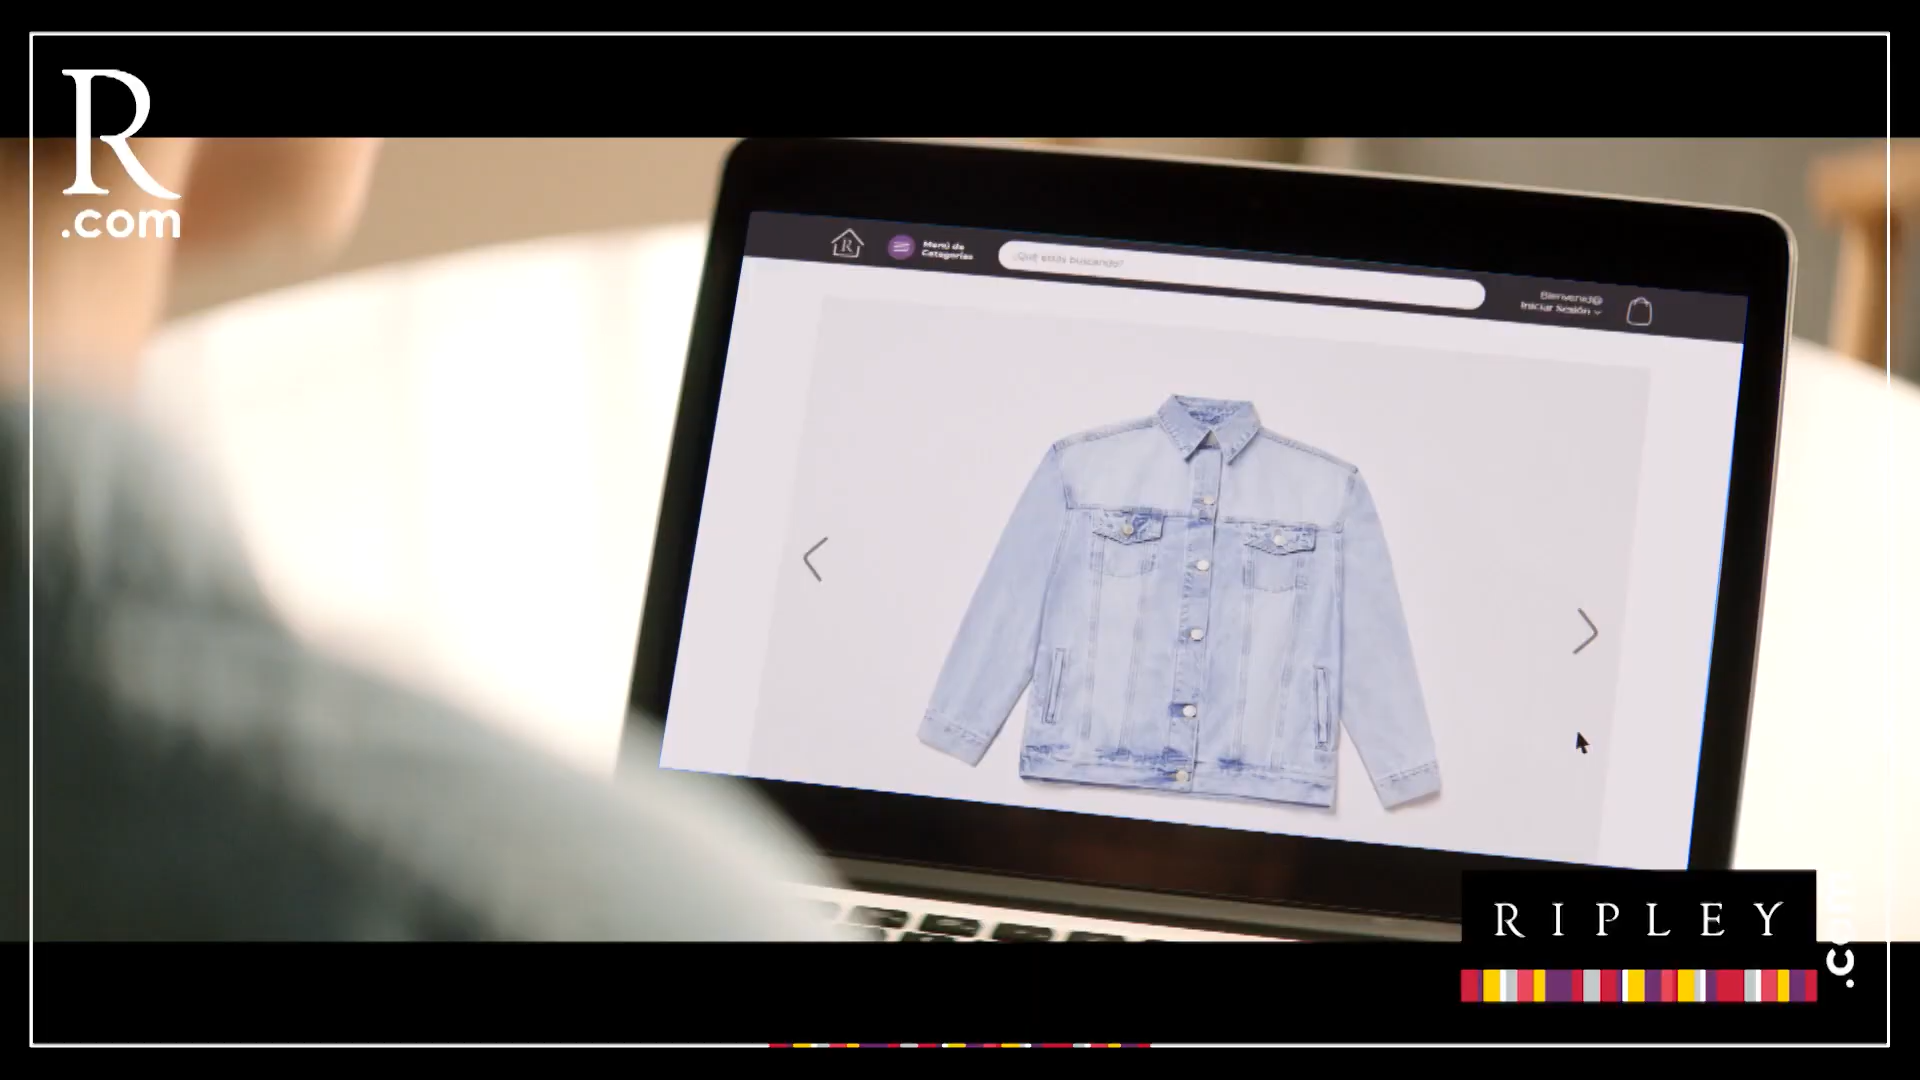 R
.com
R
Menú de
Categorías
¿Qué estás buscando?
Bienvenid@
Iniciar Sesión
RIPLEY
.com